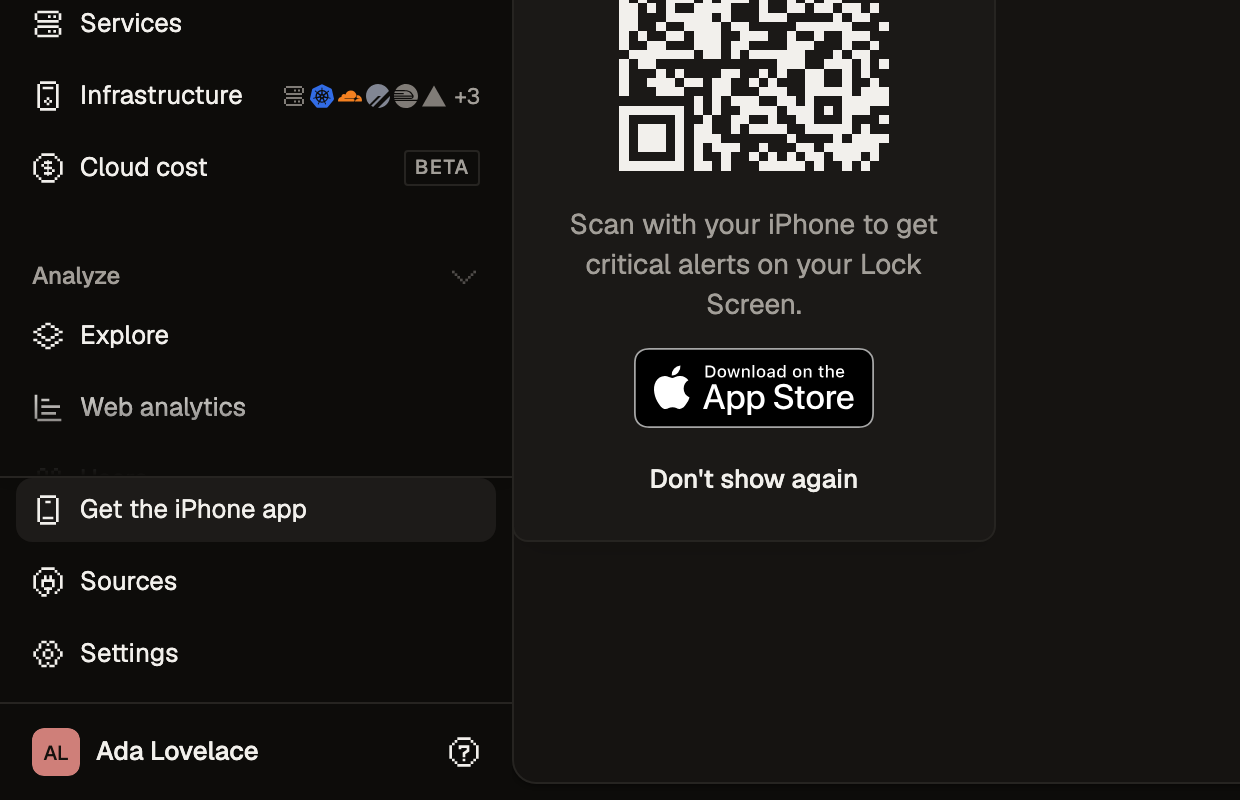 Services
Infrastructure +3
Cloud cost BETA
Analyze
Explore
Web analytics
Get the iPhone app
Sources
Settings
AL Ada Lovelace
Scan with your iPhone to get
critical alerts on your Lock
Screen.
Download on the
App Store
Don't show again